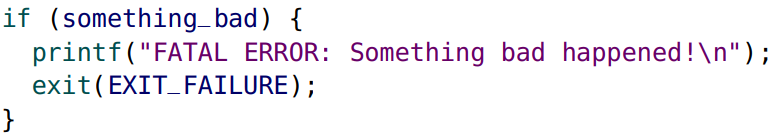 if (something_bad) {
  printf("FATAL ERROR: Something bad happened!\n");
  exit(EXIT_FAILURE);
}